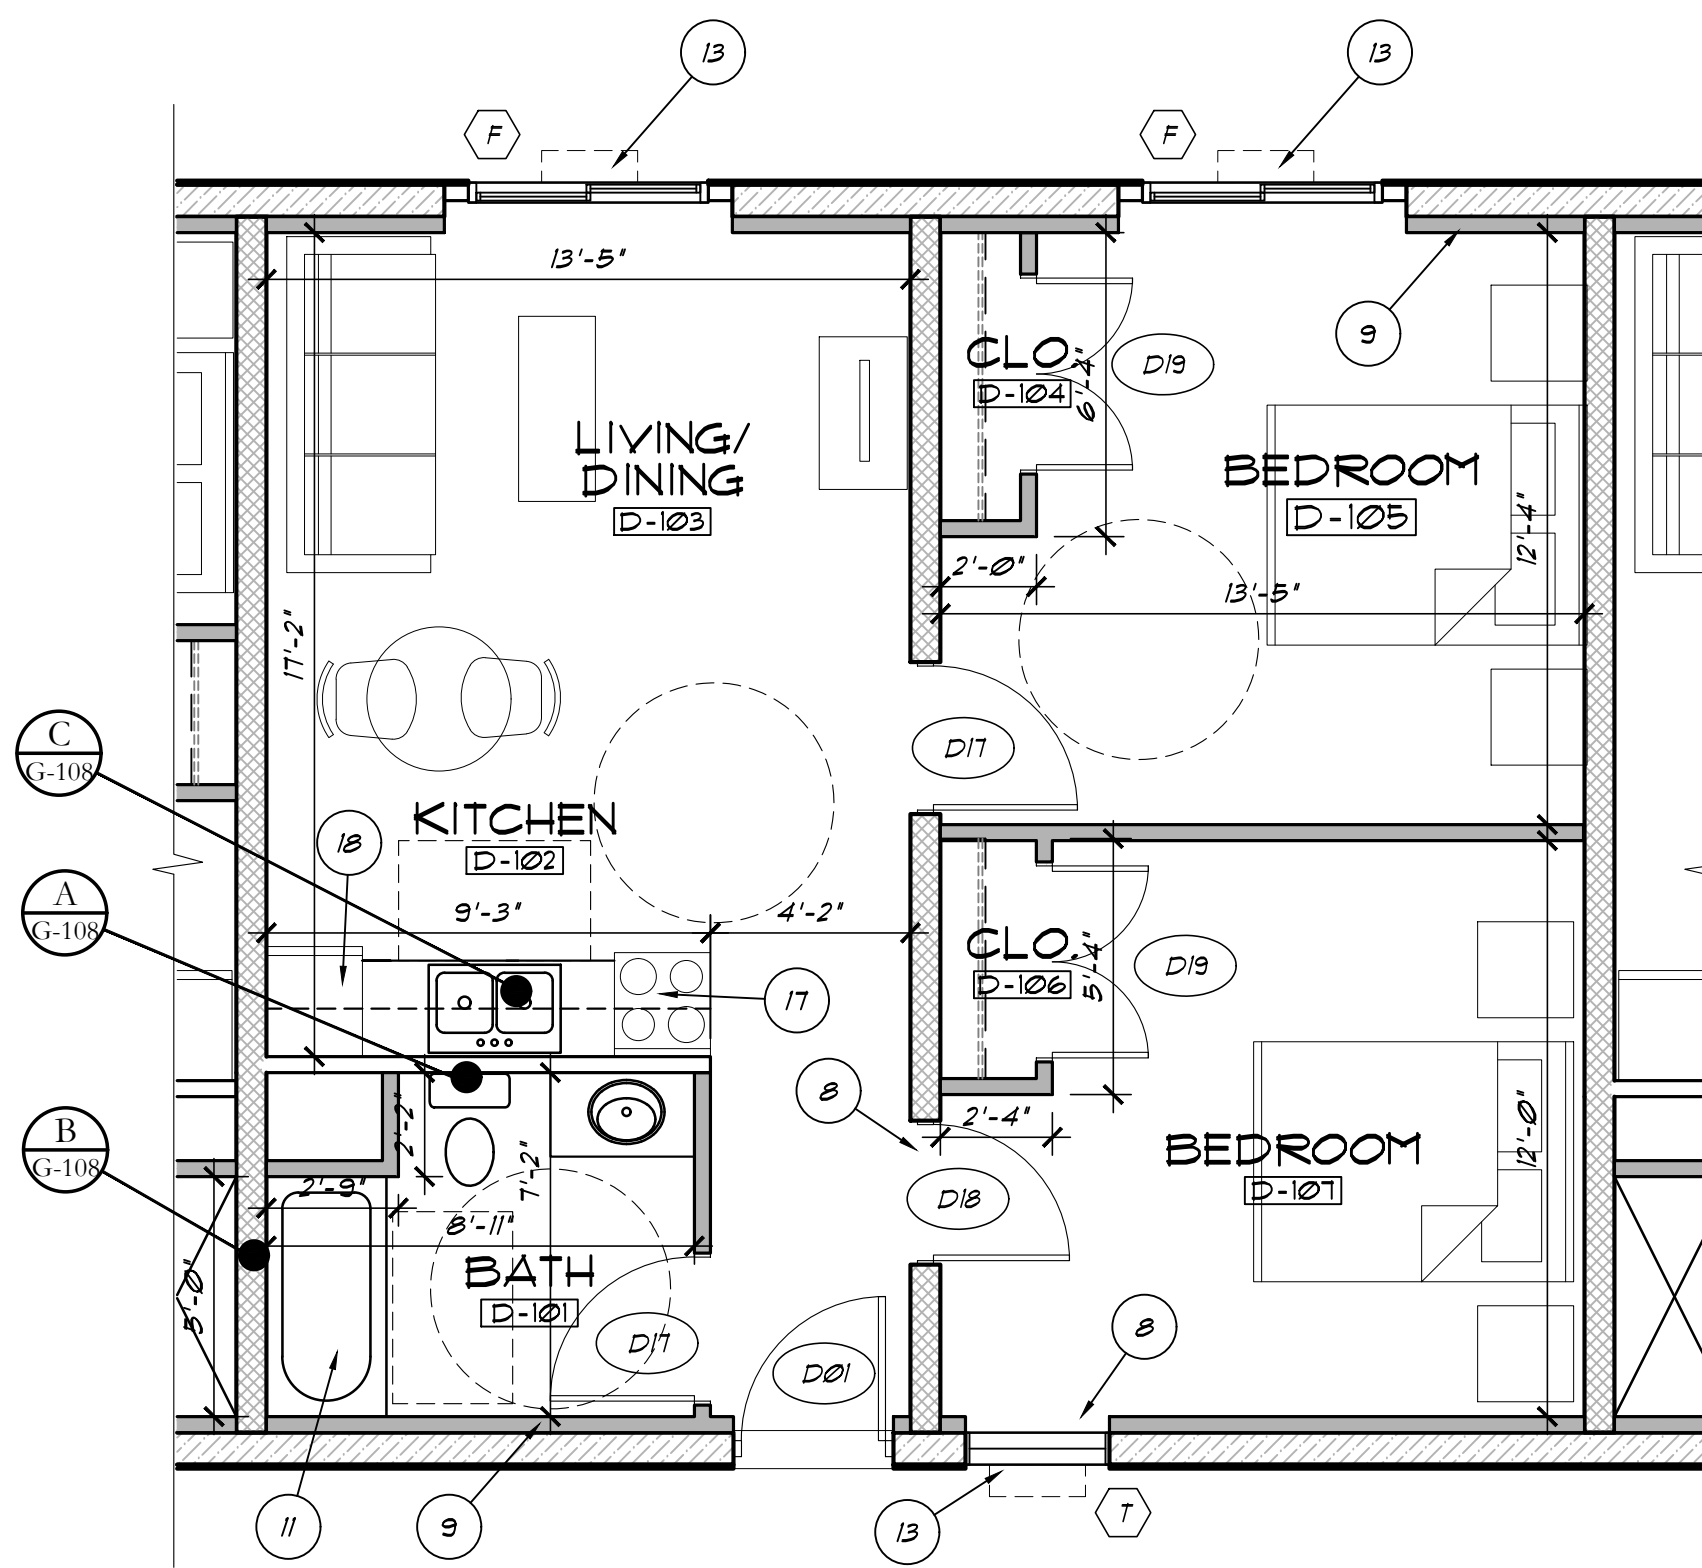 13
13
F
F
13'-5"
9
CLO.
D-104
6'-4"
D19
LIVING/
DINING
D-103
BEDROOM
D-105
12'-4"
2'-0"
13'-5"
17'-2"
C
G-108
D17
KITCHEN
D-102
18
A
G-108
9'-3"
4'-2"
CLO.
D-106
5'-4"
D19
17
8
2'-2"
2'-4"
B
G-108
7'-2"
BEDROOM
D-107
12'-0"
2'-9"
D18
8'-11"
BATH
D-101
5'-0"
D17
D01
8
11
9
13
T